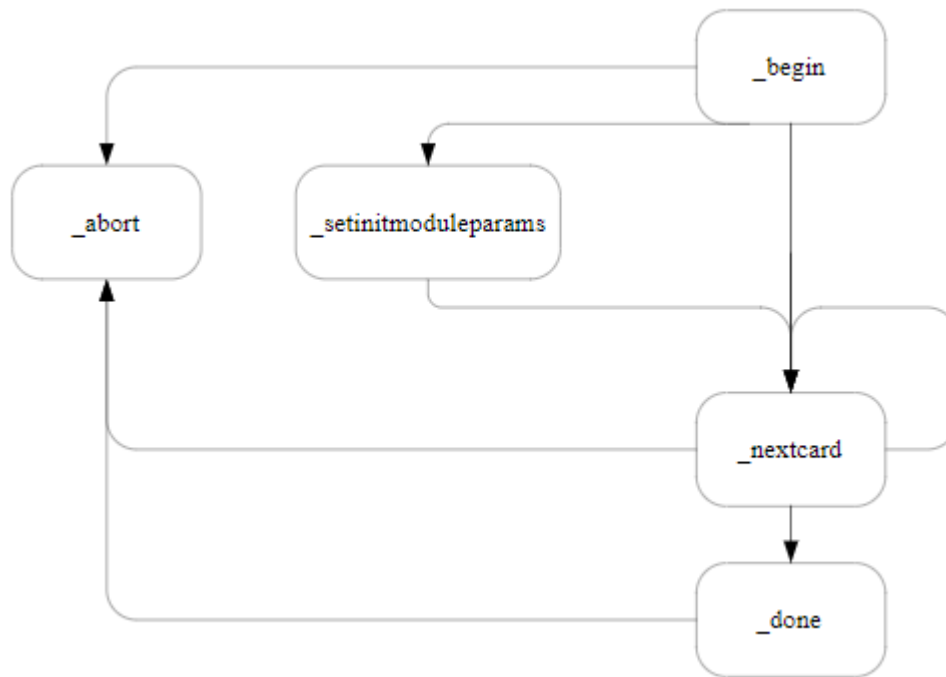 _begin
_abort
_setinitmoduleparams
_nextcard
_done